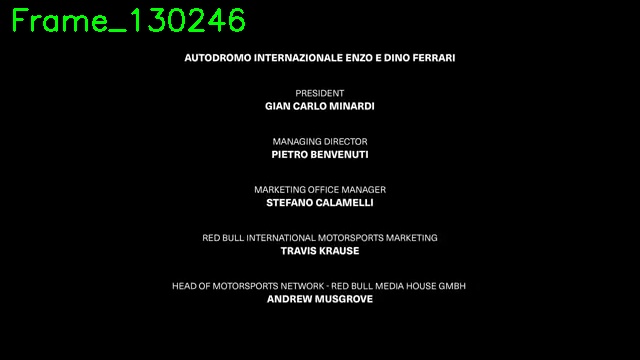 Frame_130246
AUTODROMO INTERNAZIONALE ENZO E DINO FERRARI
PRESIDENT
GIAN CARLO MINARDI
MANAGING DIRECTOR
PIETRO BENVENUTI
MARKETING OFFICE MANAGER
STEFANO CALAMELLI
RED BULL INTERNATIONAL MOTORSPORTS MARKETING
TRAVIS KRAUSE
HEAD OF MOTORSPORTS NETWORK - RED BULL MEDIA HOUSE GMBH
ANDREW MUSGROVE